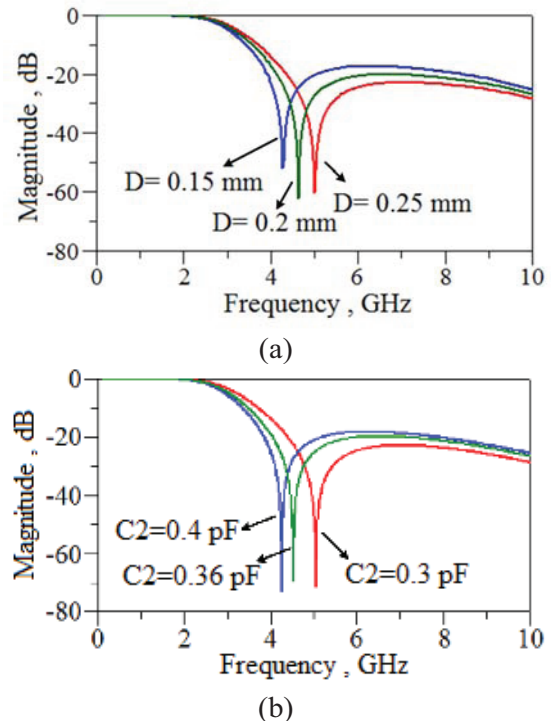 0
-20
-40
-60
-80
Magnitude , dB
D= 0.15 mm
D= 0.25 mm
D= 0.2 mm
0 2 4 6 8 10
Frequency , GHz
(a)
0
-20
-40
-60
-80
Magnitude , dB
C2=0.4 pF
C2=0.36 pF
C2=0.3 pF
0 2 4 6 8 10
Frequency , GHz
(b)